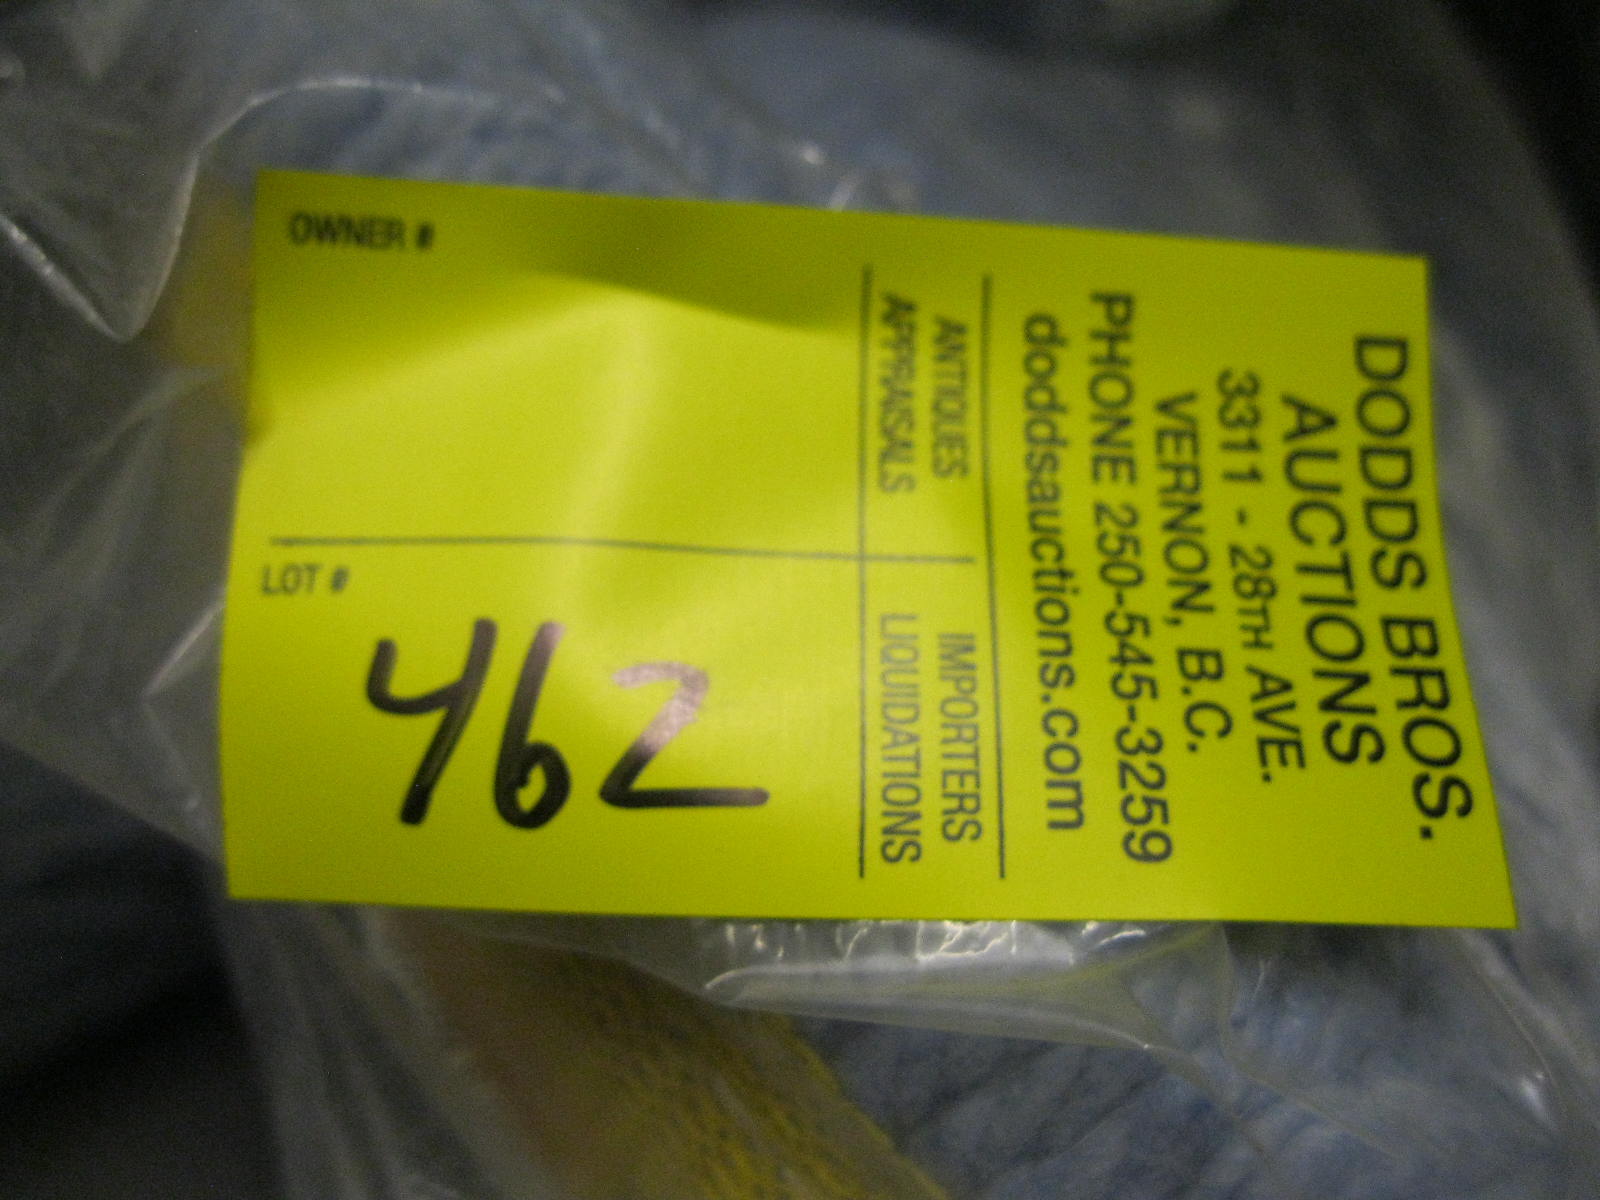 DODDS BROS.
AUCTIONS
3311 - 28TH AVE.
VERNON, B.C.
PHONE 250-545-3259
doddsauctions.com
ANTIQUES
APPRAISALS
IMPORTERS
LIQUIDATIONS
OWNER #
LOT #
462